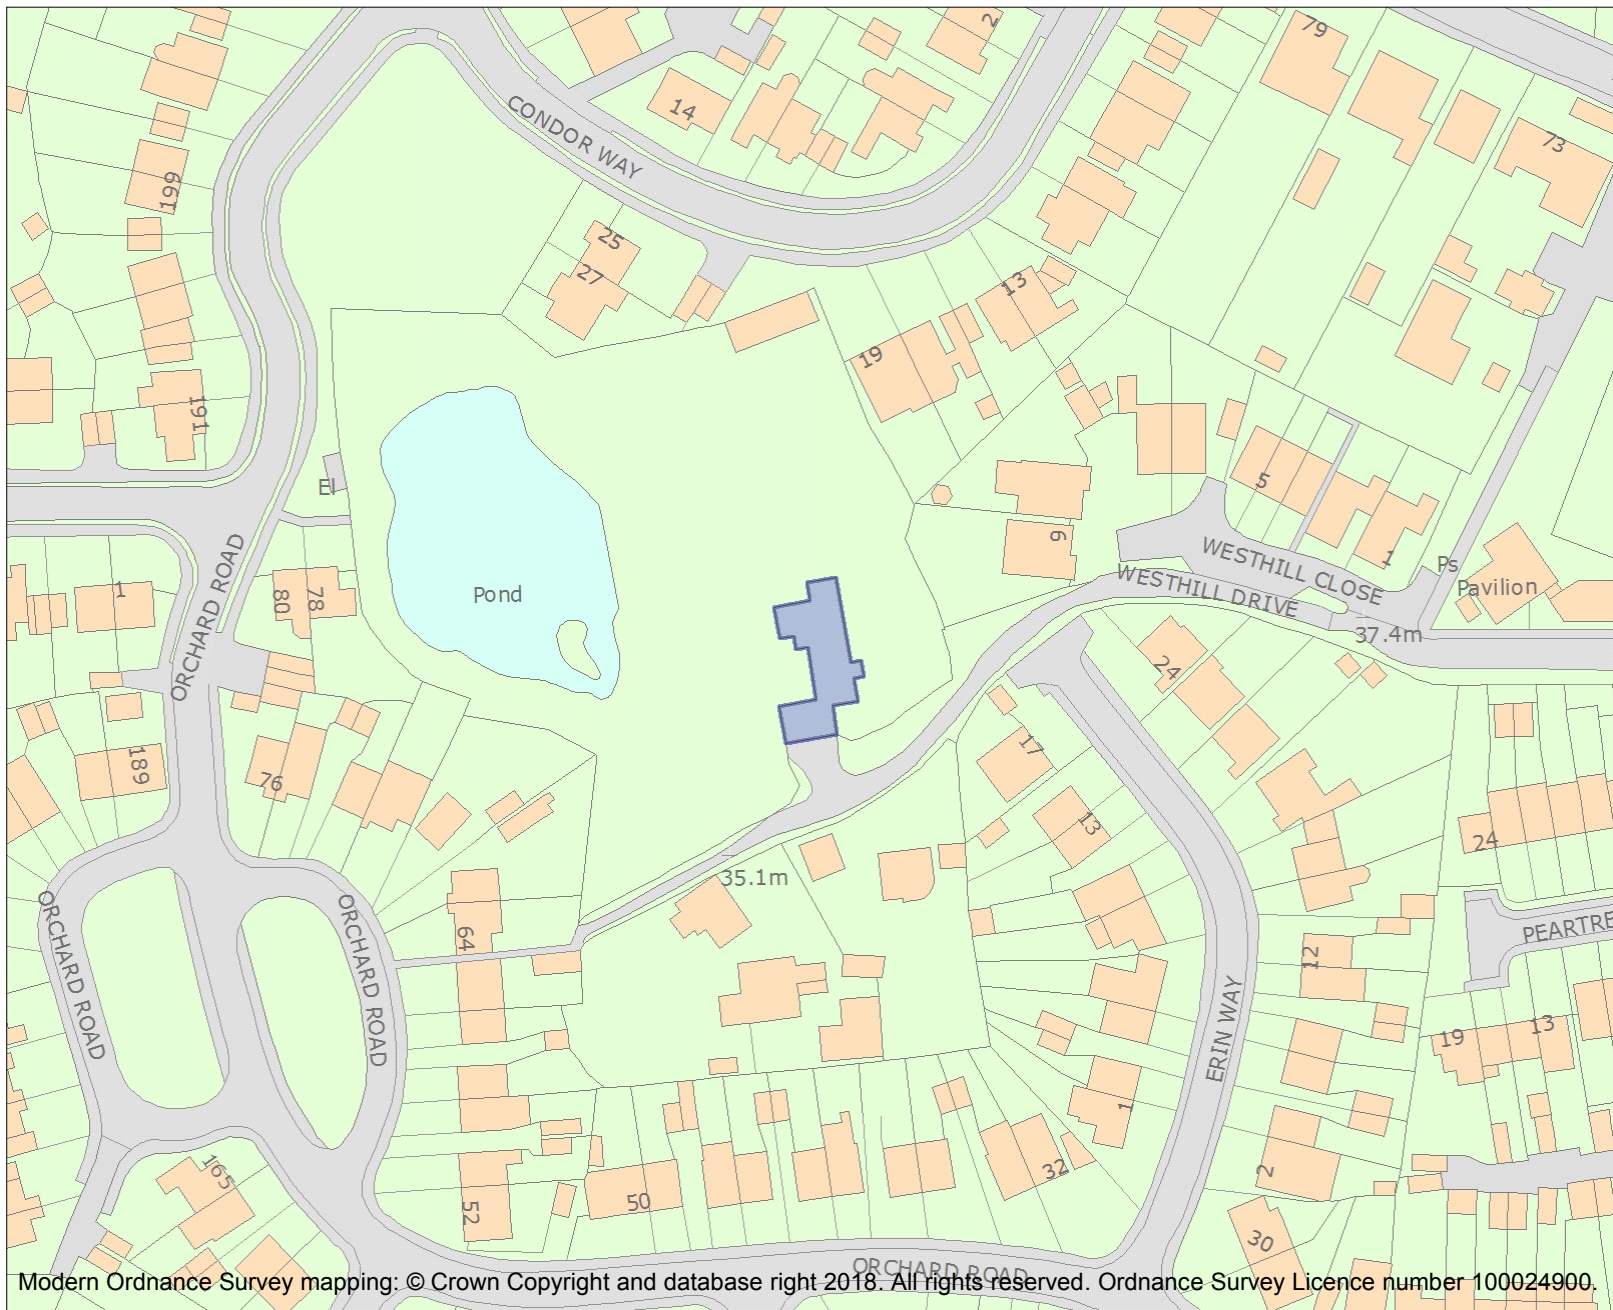 79
2
14
73
CONDOR WAY
199
25
27
13
19
191
5
El
9
WESTHILL CLOSE
1
Ps
Pavilion
WESTHILL DRIVE
37.4m
ORCHARD ROAD
1
80
78
Pond
24
17
189
76
13
24
35.1m
ORCHARD ROAD
ORCHARD ROAD
64
PEARTRE
12
ERIN WAY
19
13
1
165
32
2
50
52
30
ORCHARD ROAD
Modern Ordnance Survey mapping: © Crown Copyright and database right 2018. All rights reserved. Ordnance Survey Licence number 100024900.